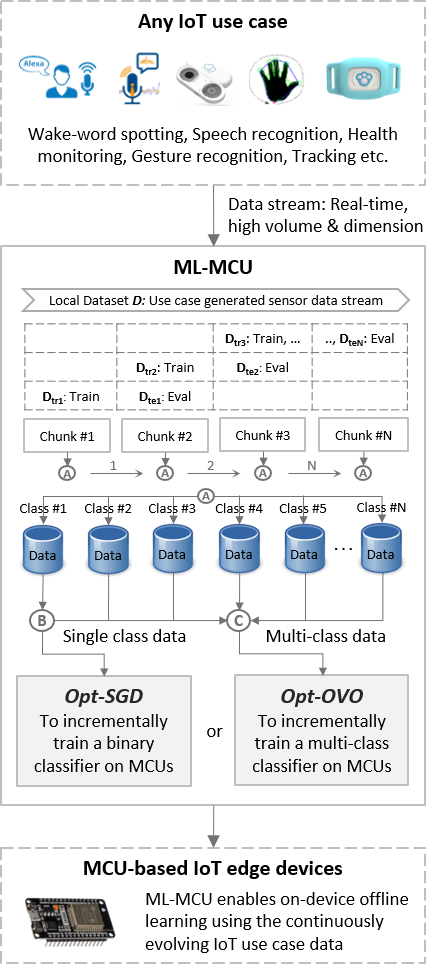 Any IoT use case
Alexa
abc
Wake-word spotting, Speech recognition, Health
monitoring, Gesture recognition, Tracking etc.
Data stream: Real-time,
high volume & dimension
ML-MCU
Local Dataset D: Use case generated sensor data stream
Dtr3: Train, ... .., DteN: Eval
Dtr2: Train Dte2: Eval
Dtr1: Train Dte1: Eval
Chunk #1 Chunk #2 Chunk #3 Chunk #N
A 1 A 2 A N A
A
Class #1 Class #2 Class #3 Class #4 Class #5 Class #N
Data Data Data Data Data ... Data
B Single class data C Multi-class data
Opt-SGD
To incrementally
train a binary
classifier on MCUs
or
Opt-OVO
To incrementally
train a multi-class
classifier on MCUs
MCU-based IoT edge devices
ML-MCU enables on-device offline
learning using the continuously
evolving IoT use case data